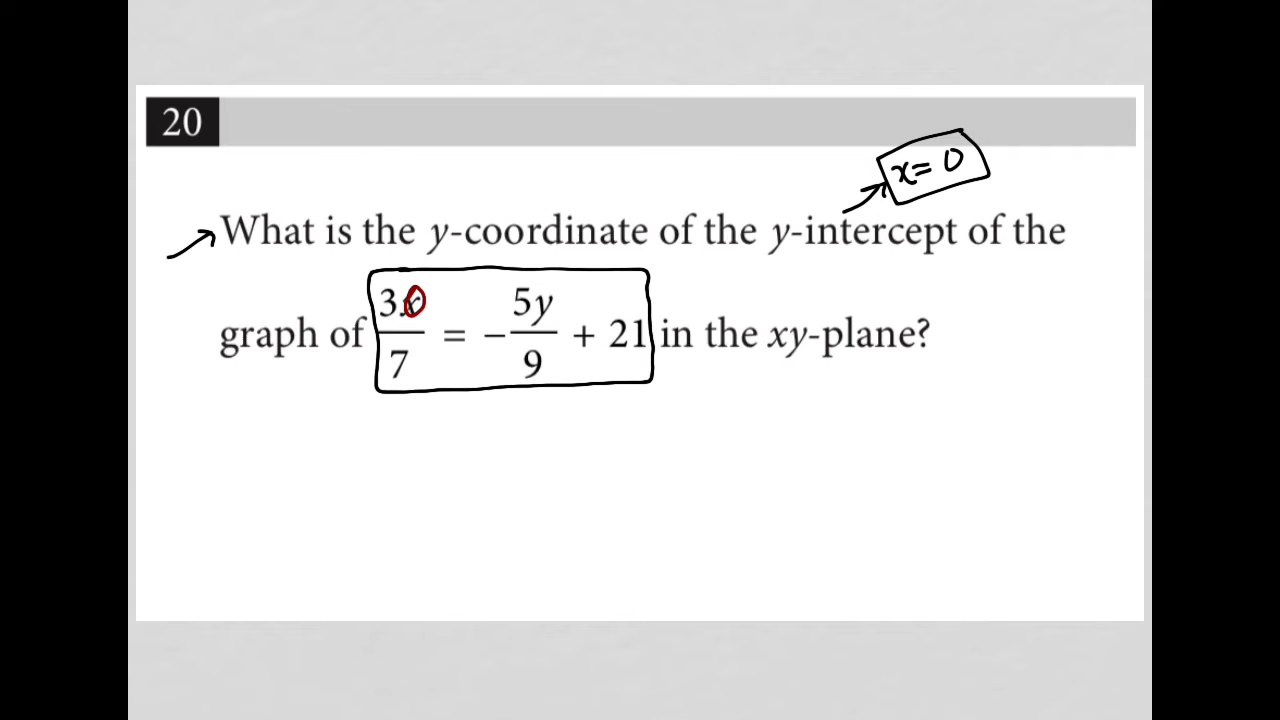 20
x = 0
What is the y-coordinate of the y-intercept of the
graph of 3x/7 = −5y/9 + 21 in the xy-plane?
0